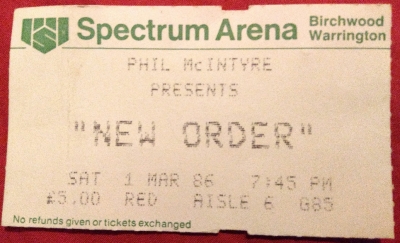 Spectrum Arena
Birchwood
Warrington
PHIL McINTYRE
PRESENTS
"NEW ORDER"
SAT 1 MAR 86 7:45 PM
£5.00 RED AISLE 6 G85
No refunds given or tickets exchanged